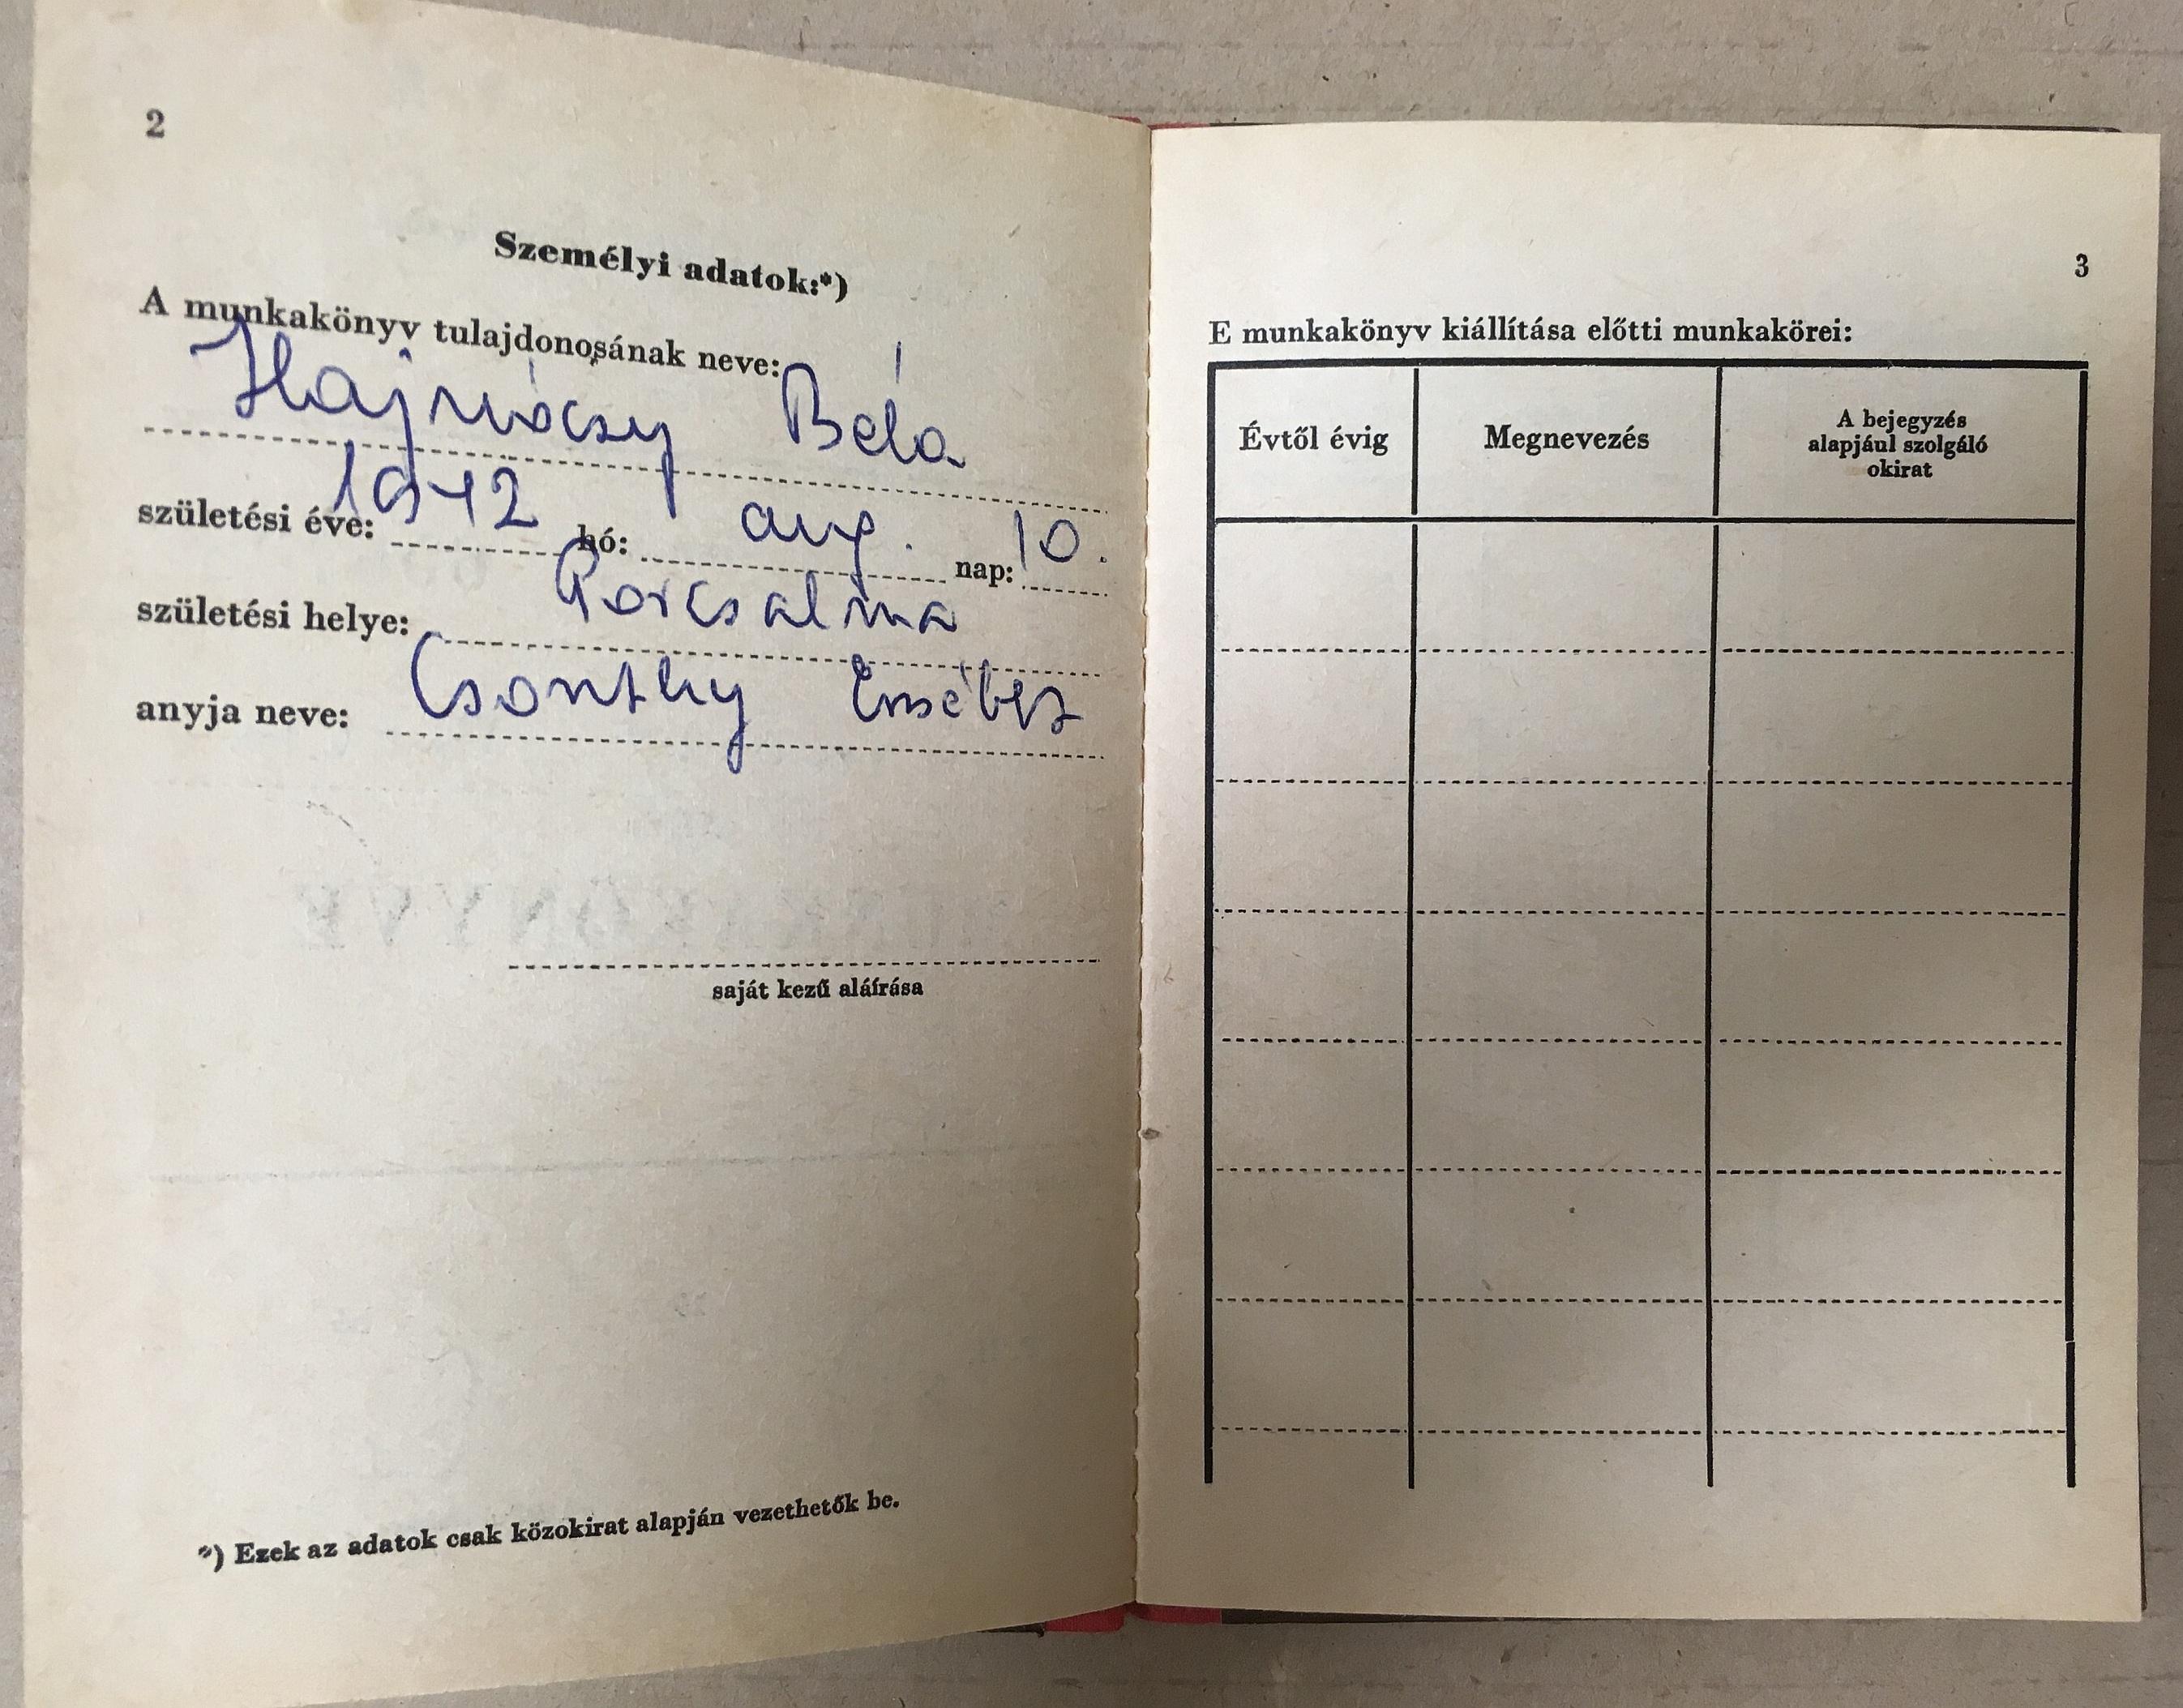 2
Személyi adatok:*)
A munkakönyv tulajdonosának neve:
Hajnóczy Béla
születési éve: 1942 hó: aug. nap: 10.
születési helye: Porcsalma
anyja neve: Csonthy Erzsébet
saját kezű aláírása
*) Ezek az adatok csak közokirat alapján vezethetők be.
3
E munkakönyv kiállítása előtti munkakörei:
Évtől évig
Megnevezés
A bejegyzés
alapjául szolgáló
okirat